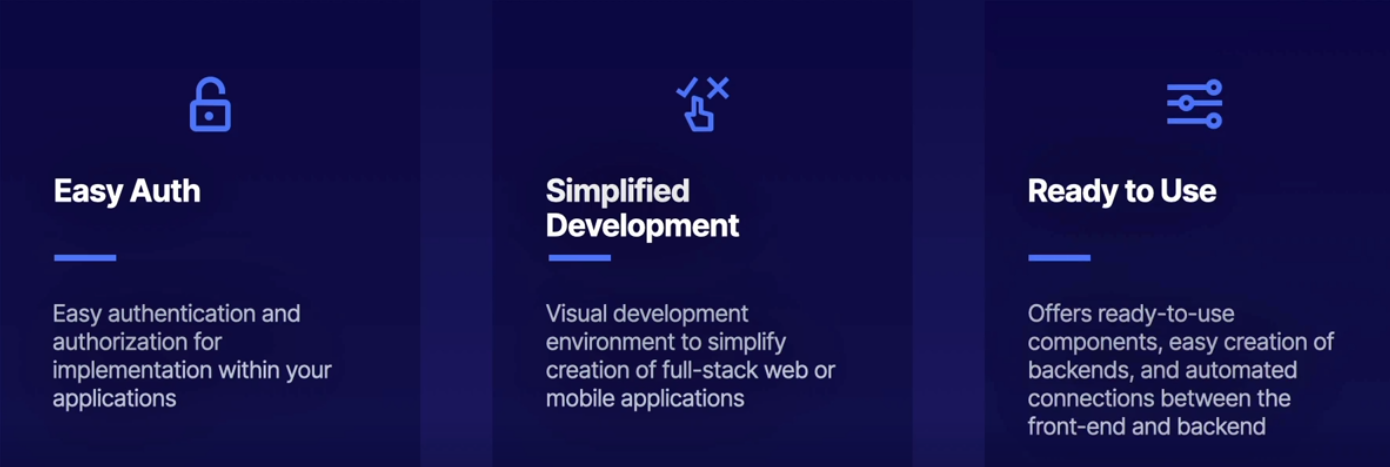 Easy Auth
Easy authentication and
authorization for
implementation within your
applications
Simplified
Development
Visual development
environment to simplify
creation of full-stack web or
mobile applications
Ready to Use
Offers ready-to-use
components, easy creation of
backends, and automated
connections between the
front-end and backend